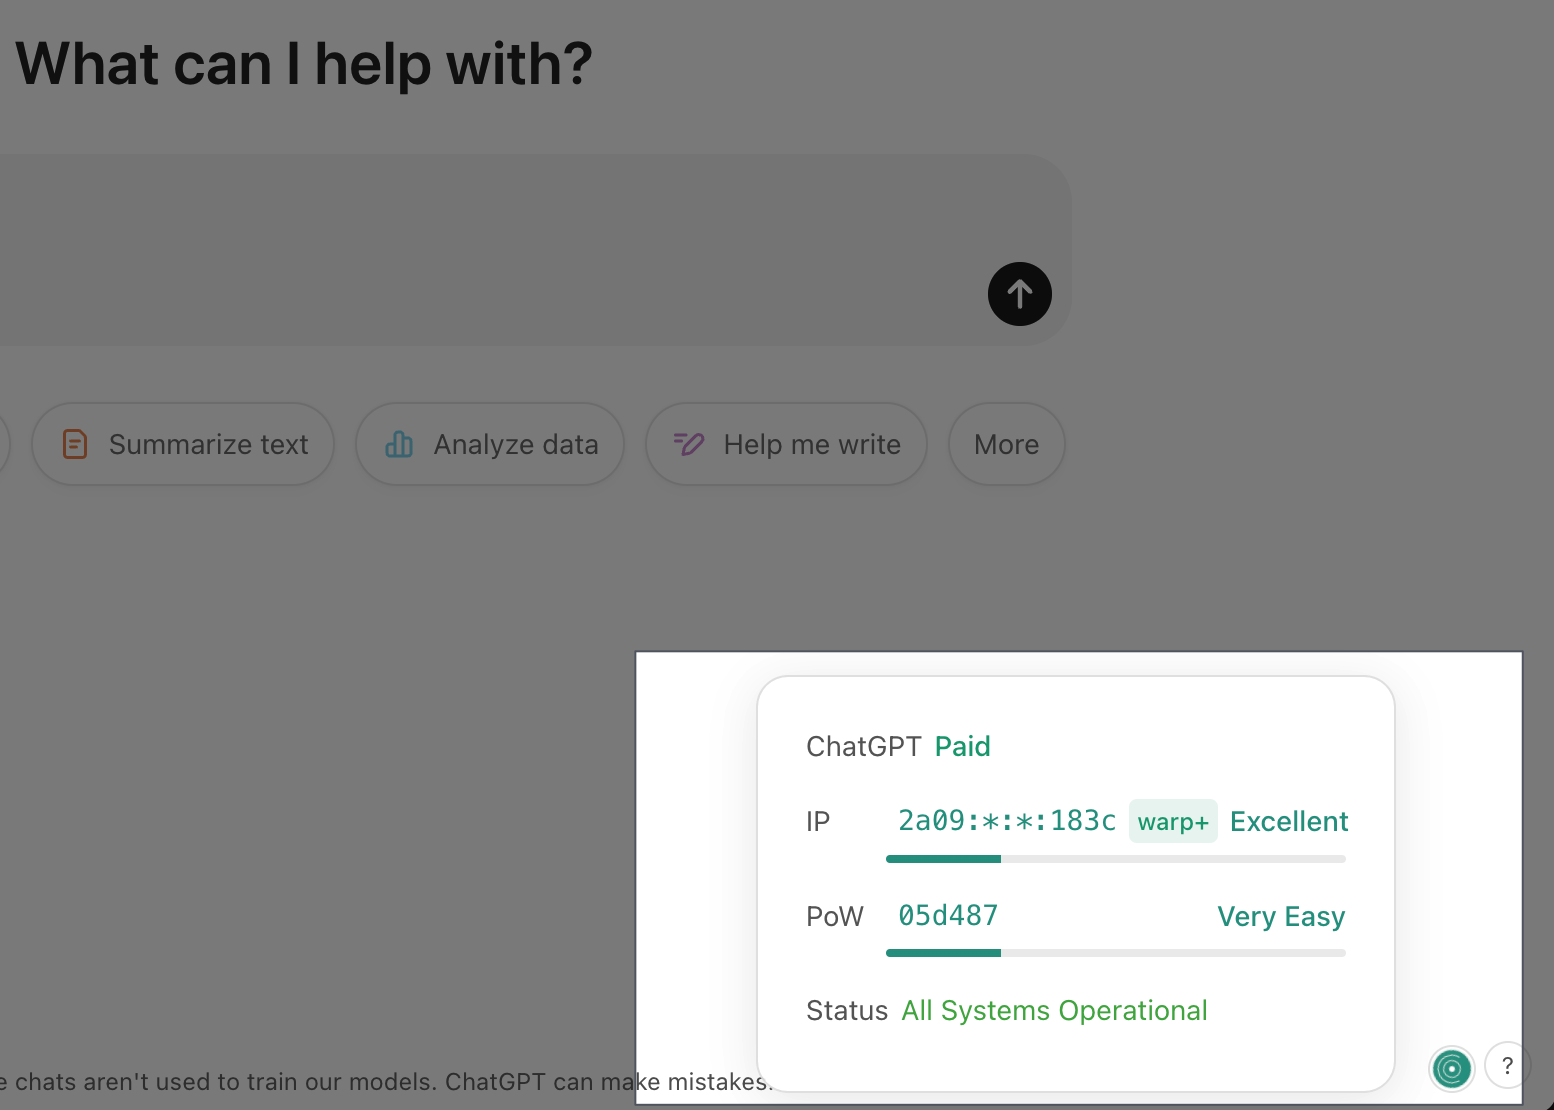 What can I help with?
Summarize text
Analyze data
Help me write
More
ChatGPT Paid
IP 2a09:*:*:183c warp+ Excellent
PoW 05d487 Very Easy
Status All Systems Operational
e chats aren't used to train our models. ChatGPT can make mistakes.
?